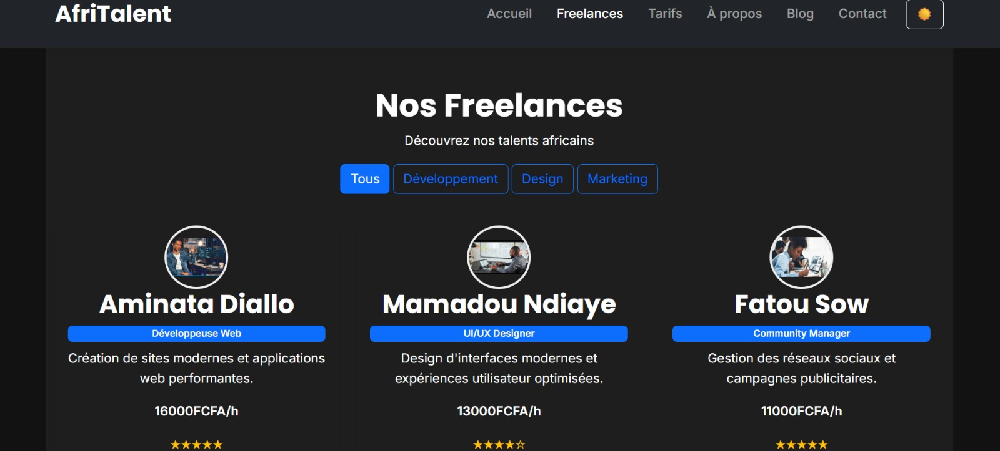 AfriTalent
Accueil Freelances Tarifs À propos Blog Contact
Nos Freelances
Découvrez nos talents africains
Tous Développement Design Marketing
Aminata Diallo
Développeuse Web
Création de sites modernes et applications
web performantes.
16000FCFA/h
★★★★★
Mamadou Ndiaye
UI/UX Designer
Design d'interfaces modernes et
expériences utilisateur optimisées.
13000FCFA/h
★★★★☆
Fatou Sow
Community Manager
Gestion des réseaux sociaux et
campagnes publicitaires.
11000FCFA/h
★★★★★